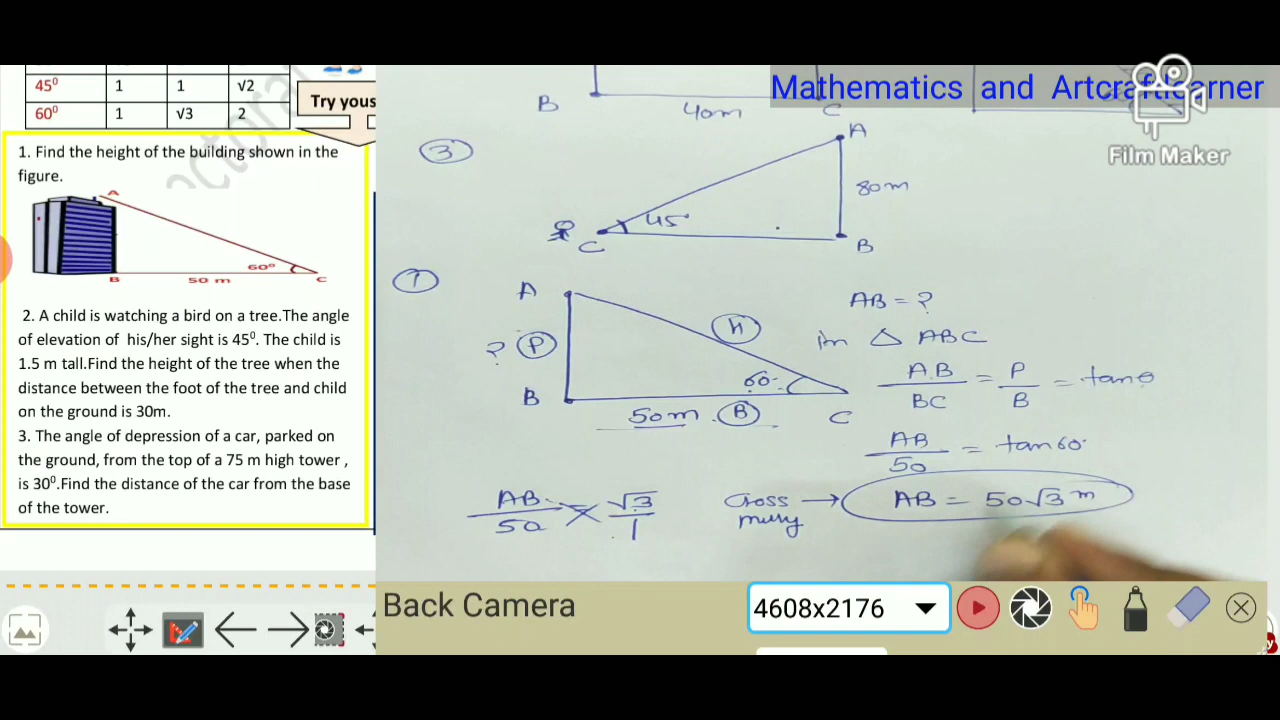 45⁰ 1 1 √2
60⁰ 1 √3 2
Try yous
1. Find the height of the building shown in the
figure.
A
60⁰
B 50 m C
2. A child is watching a bird on a tree.The angle
of elevation of his/her sight is 45⁰. The child is
1.5 m tall.Find the height of the tree when the
distance between the foot of the tree and child
on the ground is 30m.
3. The angle of depression of a car, parked on
the ground, from the top of a 75 m high tower ,
is 30⁰.Find the distance of the car from the base
of the tower.
Mathematics and Artcraftlearner
Film Maker
B 40m C
3
A
80m
45°
C
B
1
A
? P
h
60°
B
50m B
C
AB = ?
in △ ABC
AB/BC = P/B = tanθ
AB/50 = tan60°
AB/50 = √3/1
Cross → AB = 50√3 m
Back Camera
4608x2176